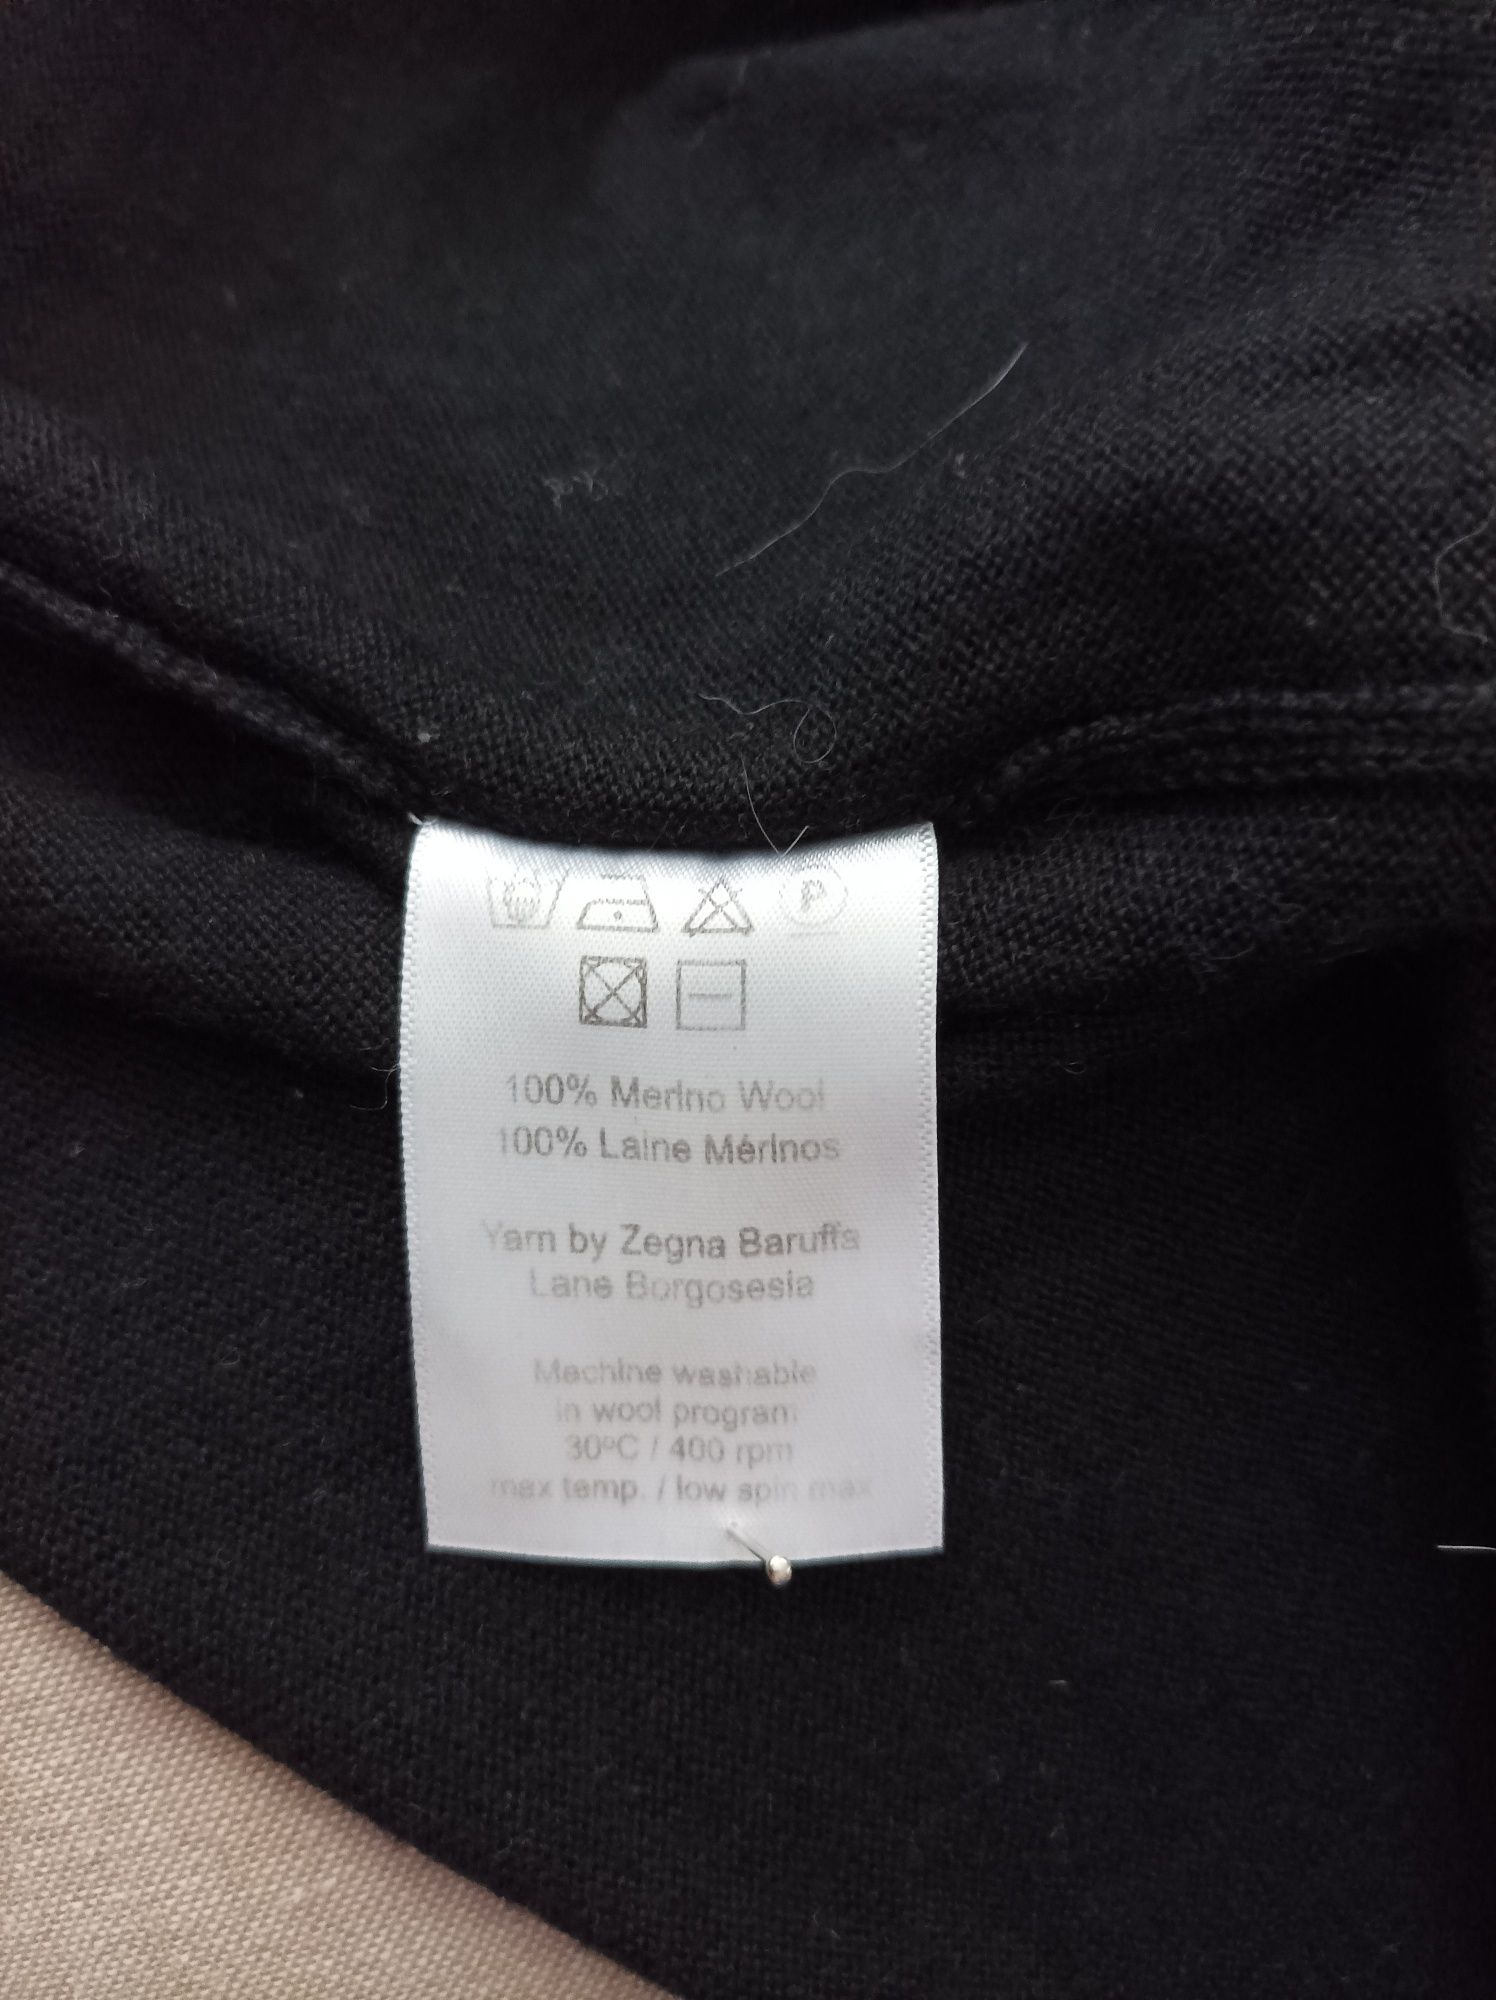 P
100% Merino Wool
100% Laine Mérinos
Yarn by Zegna Baruffa
Lane Borgosesia
Machine washable
in wool program
30ºC / 400 rpm
max temp. / low spin max